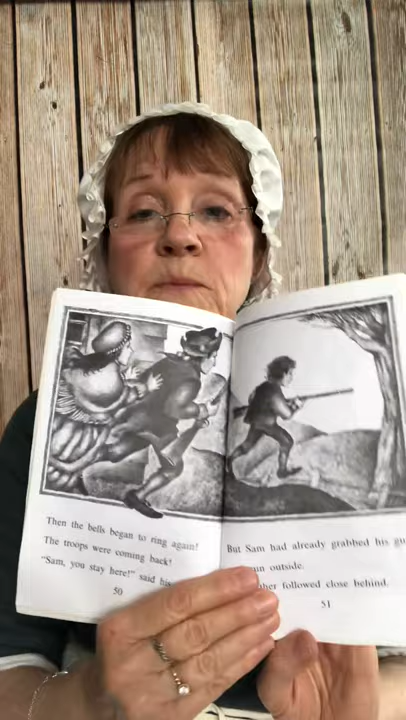 Then the bells began to ring again!
The troops were coming back!
"Sam, you stay here!" said
50
But Sam had already grabbed his
outside.
followed close behind.
51